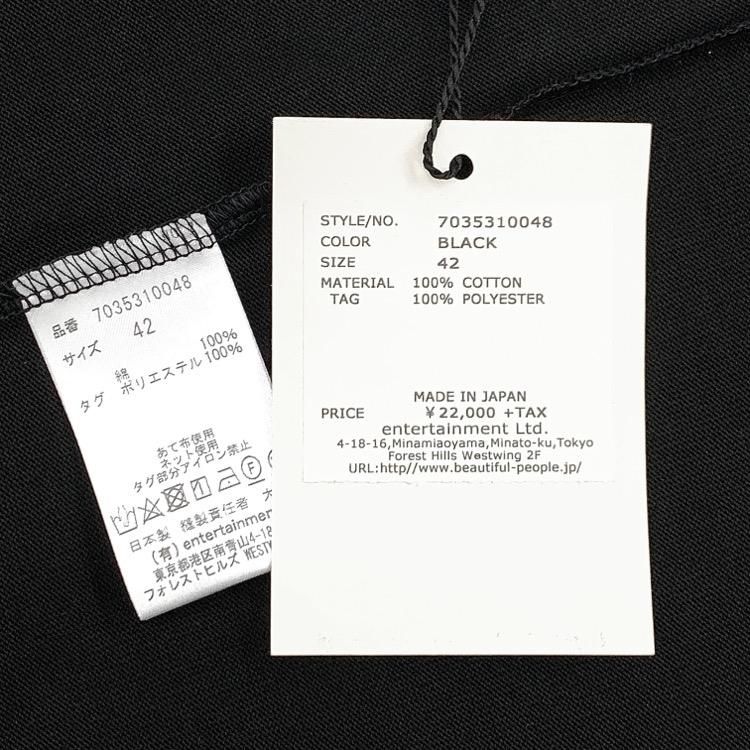 品番 7035310048
サイズ 42
綿 100%
タグ ポリエステル 100%
あて布使用
ネット使用
タグ部分アイロン禁止
日本製 縫製責任者
(有) entertainment
東京都港区南青山4-18
フォレストヒルズ WEST
STYLE/NO. 7035310048
COLOR BLACK
SIZE 42
MATERIAL 100% COTTON
TAG 100% POLYESTER
MADE IN JAPAN
PRICE ¥22,000 +TAX
entertainment Ltd.
4-18-16,Minamiaoyama,Minato-ku,Tokyo
Forest Hills Westwing 2F
URL:http//www.beautiful-people.jp/